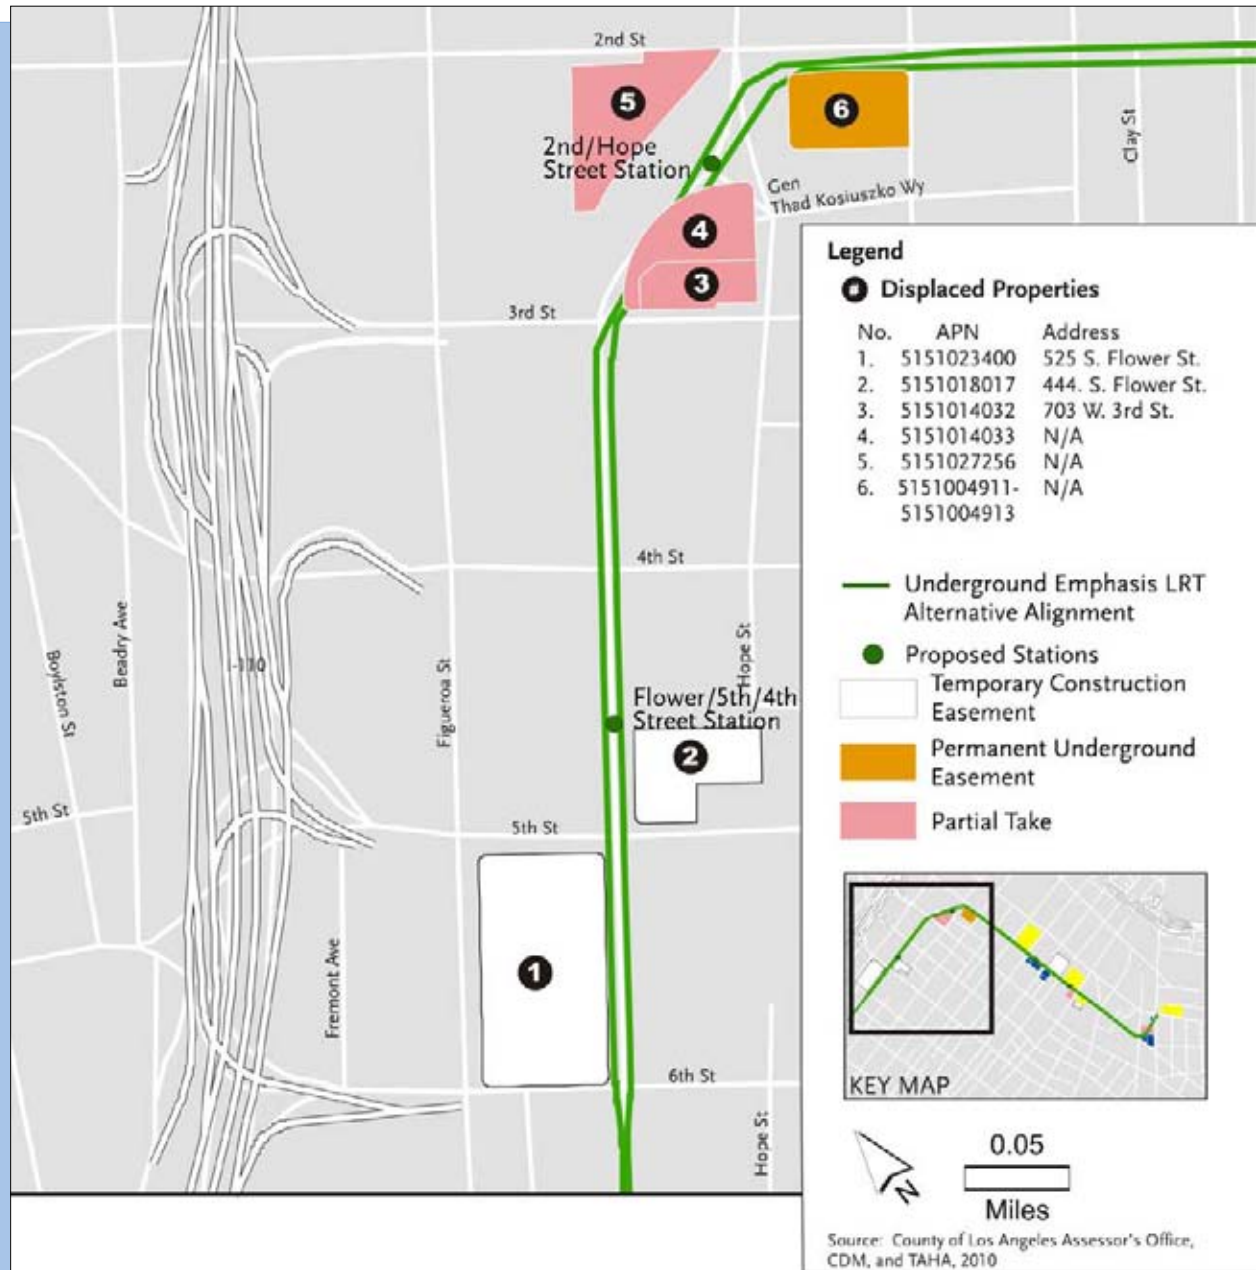 2nd St
5
6
2nd/Hope
Street Station
Clay St
Gen
Thad Kosiuszko Wy
4
3
3rd St
4th St
Beadry Ave
Boylston St
I-110
Figueroa St
Hope St
Flower/5th/4th
Street Station
2
5th St
5th St
1
Fremont Ave
6th St
Hope St
Legend
# Displaced Properties
No. APN Address
1. 5151023400 525 S. Flower St.
2. 5151018017 444. S. Flower St.
3. 5151014032 703 W. 3rd St.
4. 5151014033 N/A
5. 5151027256 N/A
6. 5151004911- N/A
5151004913
Underground Emphasis LRT
Alternative Alignment
Proposed Stations
Temporary Construction
Easement
Permanent Underground
Easement
Partial Take
KEY MAP
N
0.05
Miles
Source: County of Los Angeles Assessor's Office,
CDM, and TAHA, 2010